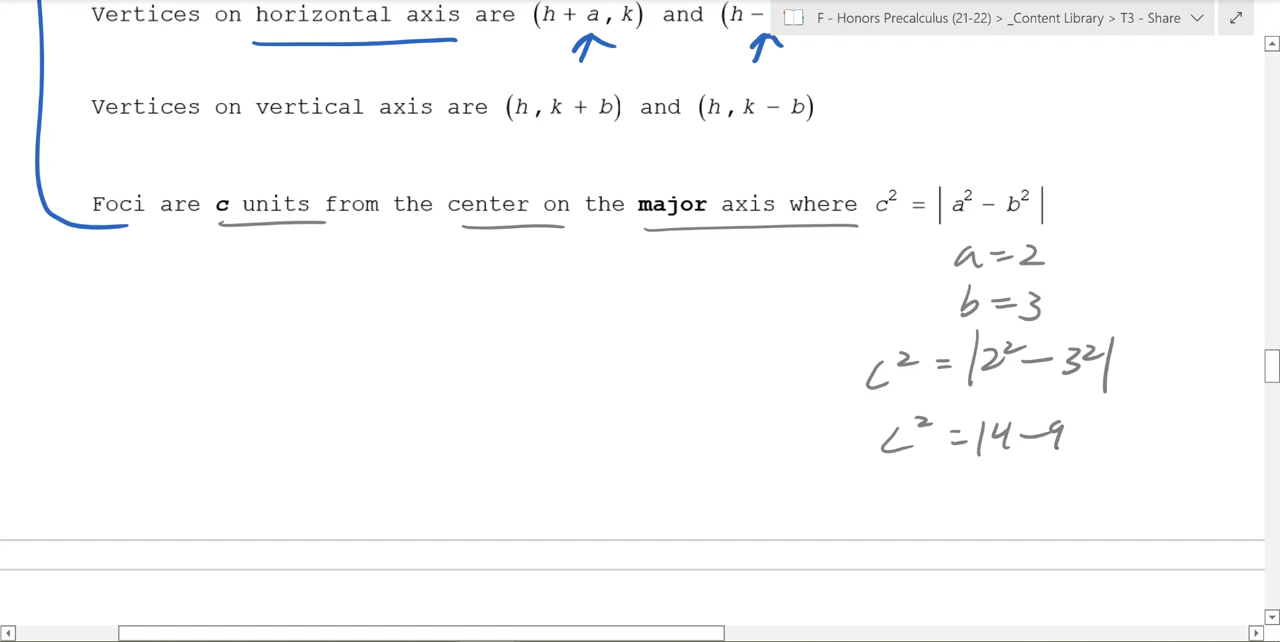 Vertices on horizontal axis are (h + a, k) and (h −
F - Honors Precalculus (21-22) > _Content Library > T3 - Share
Vertices on vertical axis are (h, k + b) and (h, k − b)
Foci are c units from the center on the major axis where c² = |a² − b²|
a = 2
b = 3
c² = |2² − 3²|
c² = |4 − 9